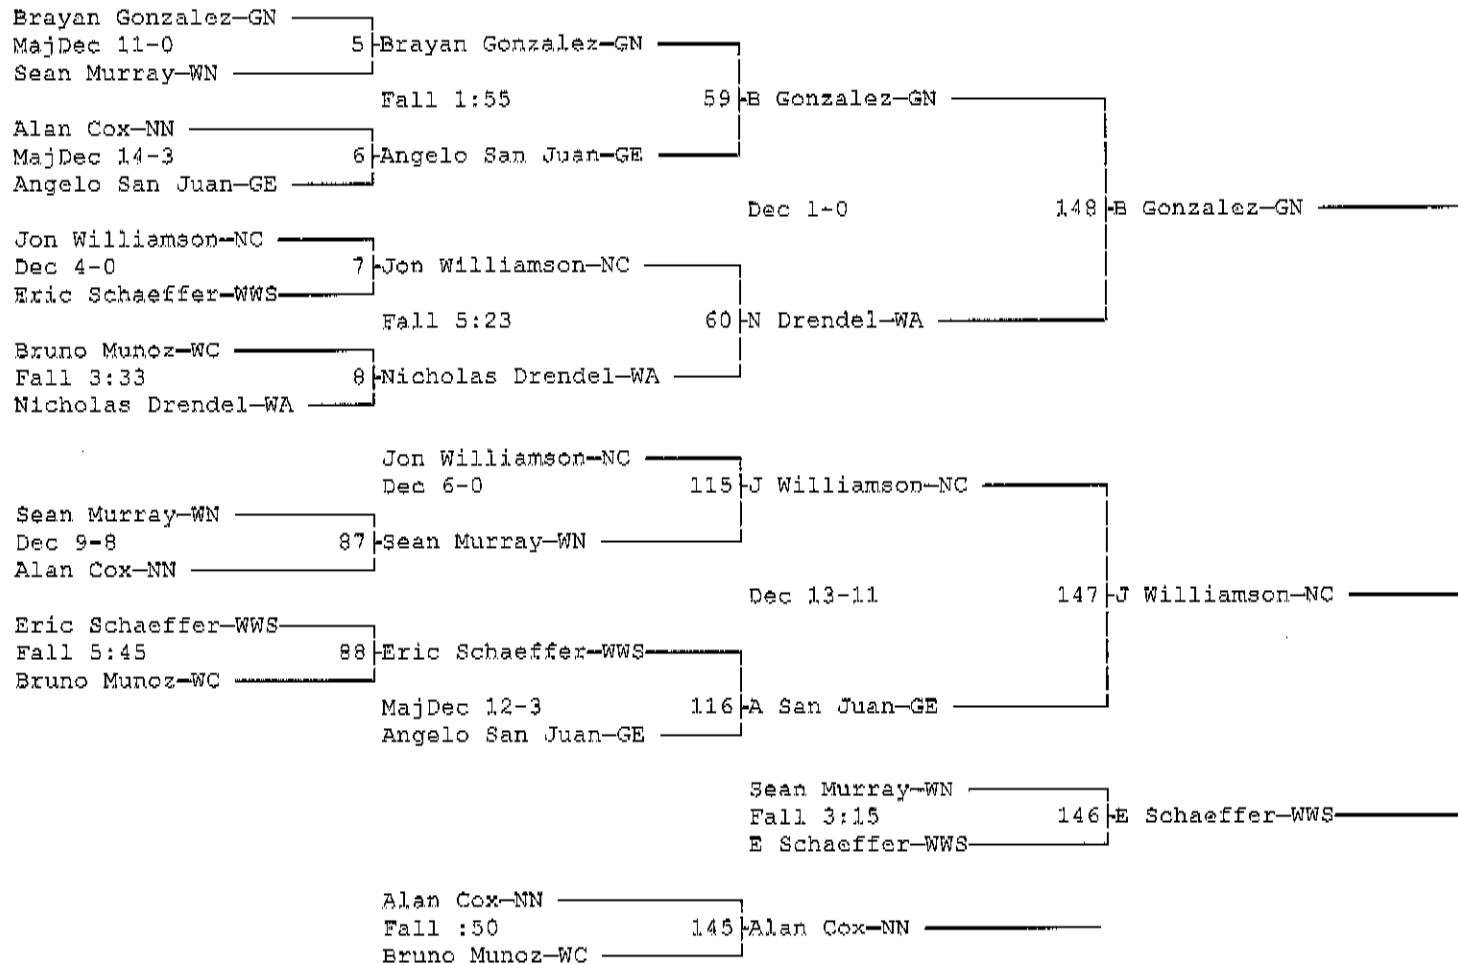 Brayan Gonzalez-GN
MajDec 11-0 5 Brayan Gonzalez-GN
Sean Murray-WN
Fall 1:55 59 B Gonzalez-GN
Alan Cox-NN
MajDec 14-3 6 Angelo San Juan-GE
Angelo San Juan-GE
Dec 1-0 148 B Gonzalez-GN
Jon Williamson-NC
Dec 4-0 7 Jon Williamson-NC
Eric Schaeffer-WWS
Fall 5:23 60 N Drendel-WA
Bruno Munoz-WC
Fall 3:33 8 Nicholas Drendel-WA
Nicholas Drendel-WA
Jon Williamson-NC
Dec 6-0 115 J Williamson-NC
Sean Murray-WN
Dec 9-8 87 Sean Murray-WN
Alan Cox-NN
Dec 13-11 147 J Williamson-NC
Eric Schaeffer-WWS
Fall 5:45 88 Eric Schaeffer-WWS
Bruno Munoz-WC
MajDec 12-3 116 A San Juan-GE
Angelo San Juan-GE
Sean Murray-WN
Fall 3:15 146 E Schaeffer-WWS
E Schaeffer-WWS
Alan Cox-NN
Fall :50 145 Alan Cox-NN
Bruno Munoz-WC